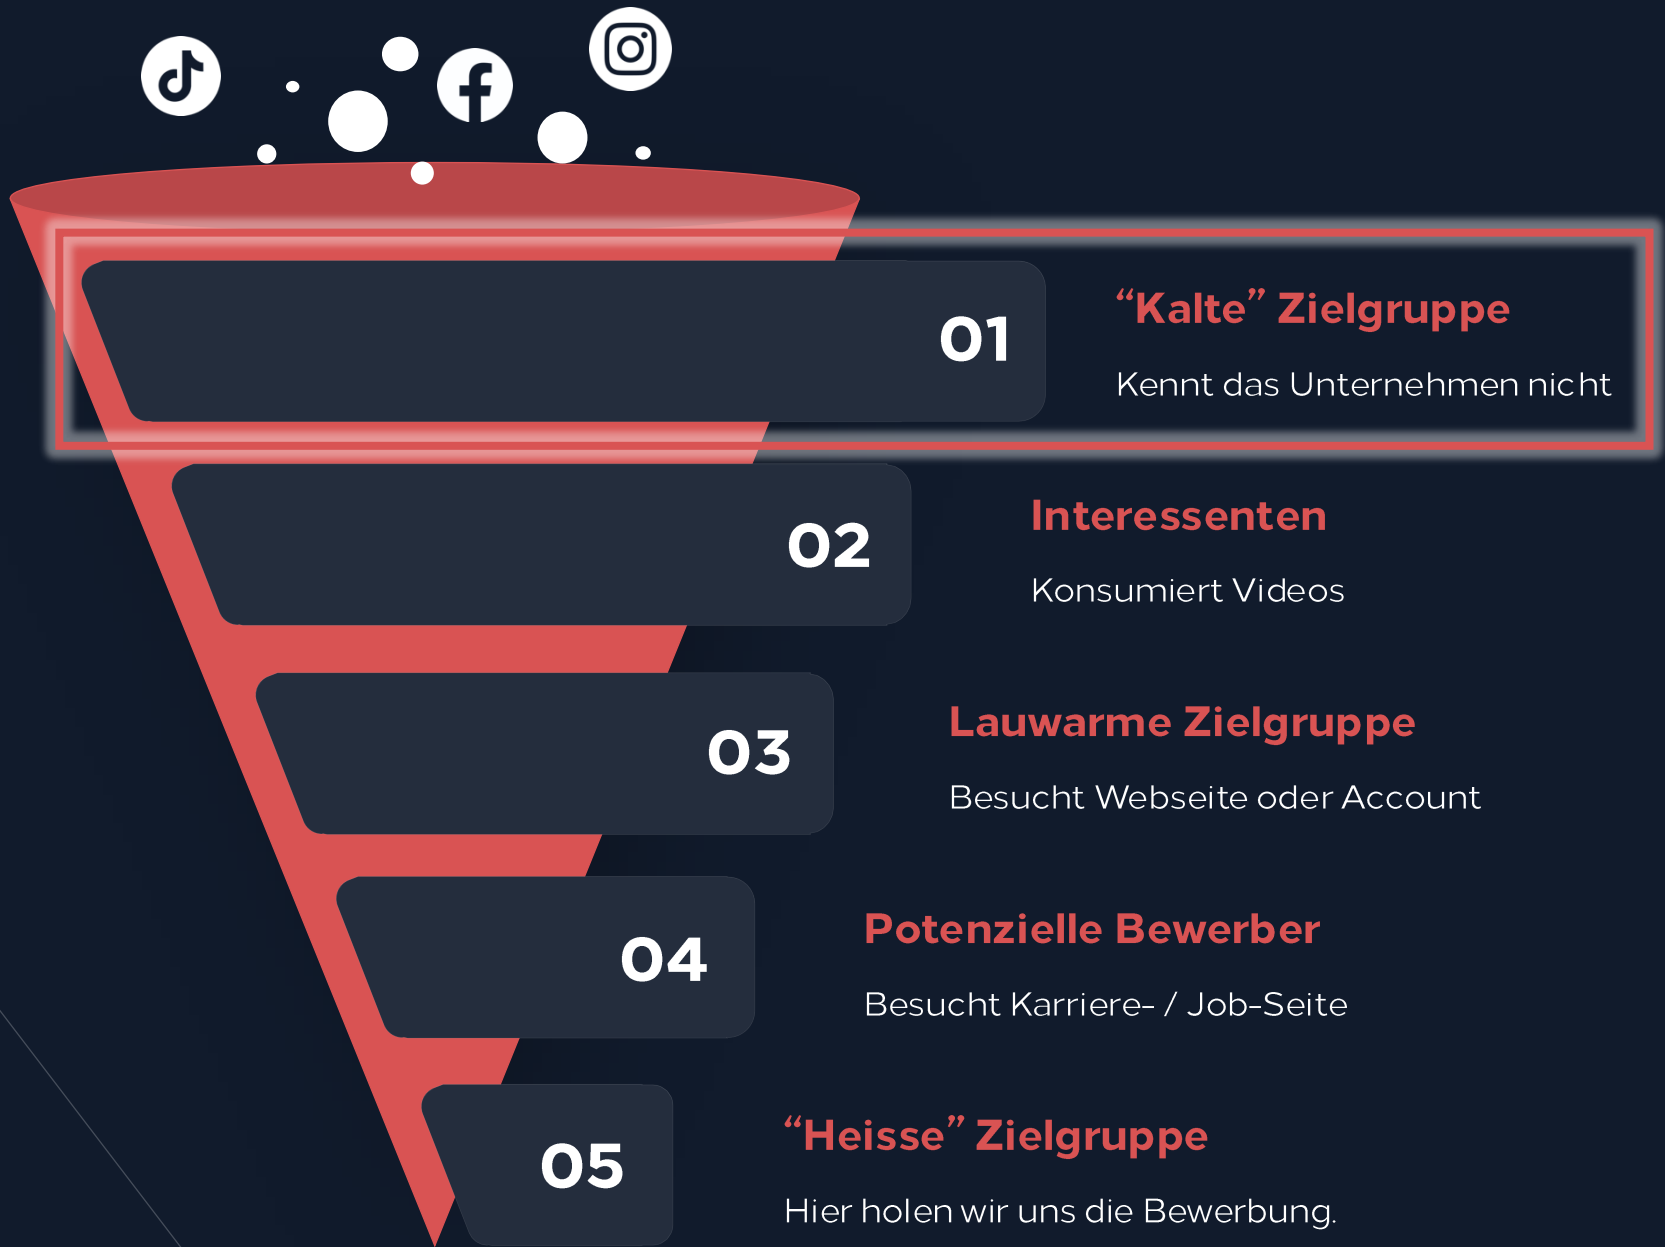 01
“Kalte” Zielgruppe
Kennt das Unternehmen nicht
02
Interessenten
Konsumiert Videos
03
Lauwarme Zielgruppe
Besucht Webseite oder Account
04
Potenzielle Bewerber
Besucht Karriere- / Job-Seite
05
“Heisse” Zielgruppe
Hier holen wir uns die Bewerbung.